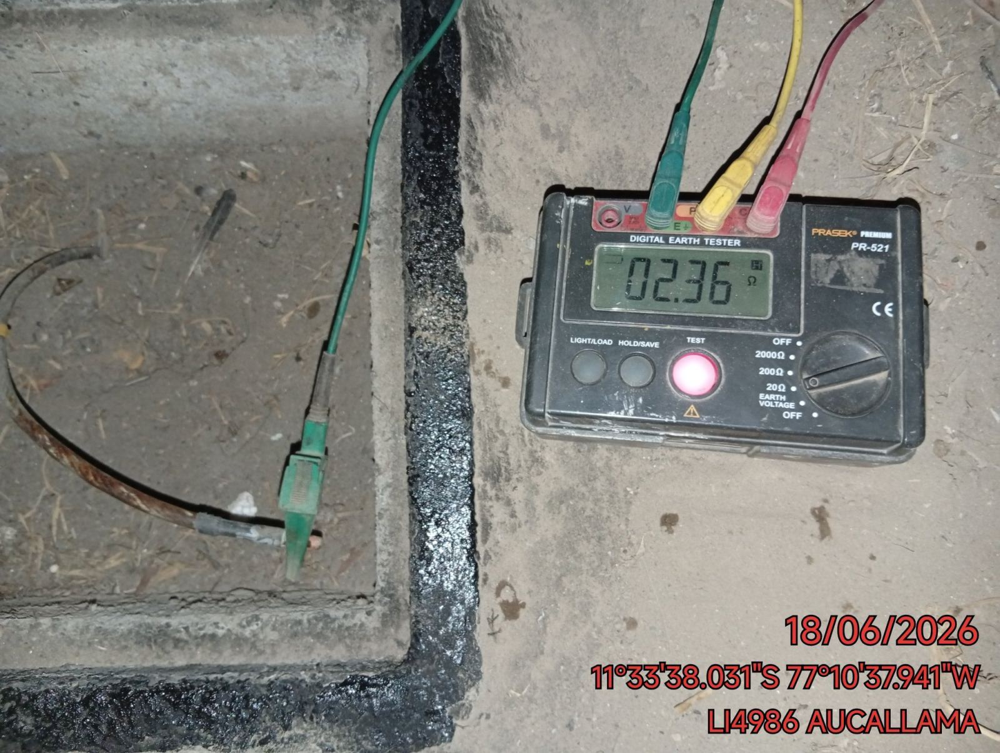 V
E
P
C
DIGITAL EARTH TESTER
PRASEK® PREMIUM
PR-521
02.36
H
Ω
CE
LIGHT/LOAD HOLD/SAVE TEST
OFF
2000Ω
200Ω
20Ω
EARTH
VOLTAGE
OFF
18/06/2026
11°33'38.031"S 77°10'37.941"W
LI4986 AUCALLAMA